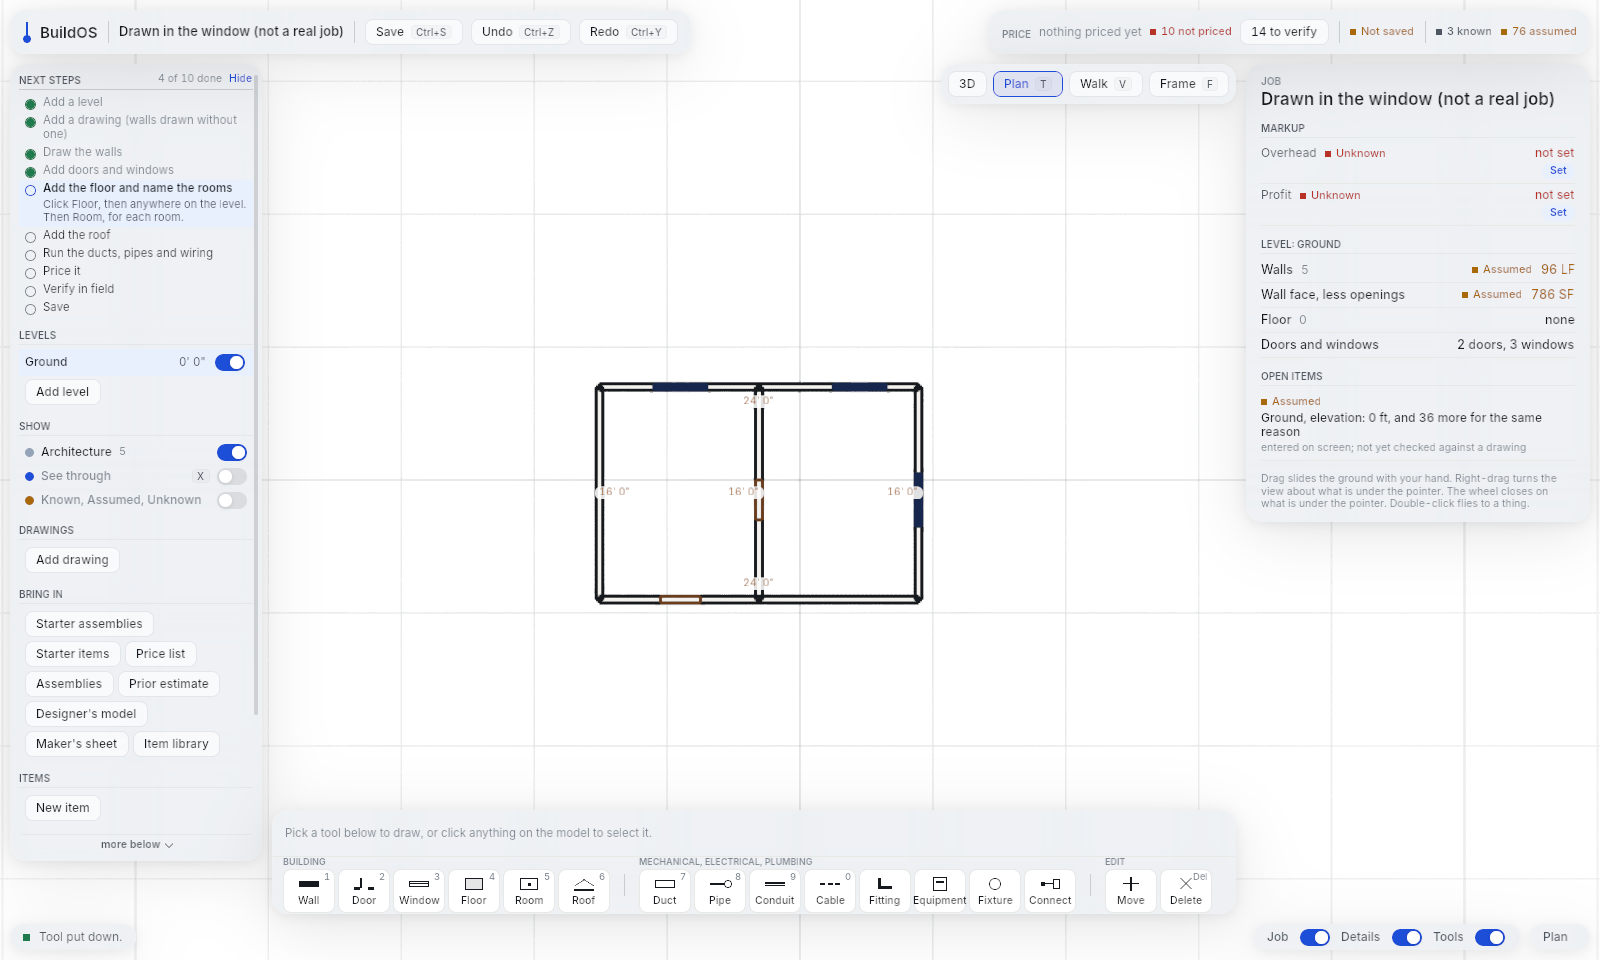 BuildOS
Drawn in the window (not a real job)
Save Ctrl+S
Undo Ctrl+Z
Redo Ctrl+Y
PRICE nothing priced yet 10 not priced 14 to verify Not saved 3 known 76 assumed
NEXT STEPS 4 of 10 done Hide
Add a level
Add a drawing (walls drawn without
one)
Draw the walls
Add doors and windows
Add the floor and name the rooms
Click Floor, then anywhere on the level.
Then Room, for each room.
Add the roof
Run the ducts, pipes and wiring
Price it
Verify in field
Save
LEVELS
Ground 0' 0"
Add level
SHOW
Architecture 5
See through X
Known, Assumed, Unknown
DRAWINGS
Add drawing
BRING IN
Starter assemblies
Starter items Price list
Assemblies Prior estimate
Designer's model
Maker's sheet Item library
ITEMS
New item
more below
3D
Plan T
Walk V
Frame F
24' 0"
16' 0" 16' 0" 16' 0"
24' 0"
JOB
Drawn in the window (not a real job)
MARKUP
Overhead Unknown not set
Set
Profit Unknown not set
Set
LEVEL: GROUND
Walls 5 Assumed 96 LF
Wall face, less openings Assumed 786 SF
Floor 0 none
Doors and windows 2 doors, 3 windows
OPEN ITEMS
Assumed
Ground, elevation: 0 ft, and 36 more for the same
reason
entered on screen; not yet checked against a drawing
Drag slides the ground with your hand. Right-drag turns the
view about what is under the pointer. The wheel closes on
what is under the pointer. Double-click flies to a thing.
Pick a tool below to draw, or click anything on the model to select it.
BUILDING
1 Wall
2 Door
3 Window
4 Floor
5 Room
6 Roof
MECHANICAL, ELECTRICAL, PLUMBING
7 Duct
8 Pipe
9 Conduit
0 Cable
Fitting
Equipment
Fixture
Connect
EDIT
Move
Del Delete
Tool put down.
Job Details Tools Plan